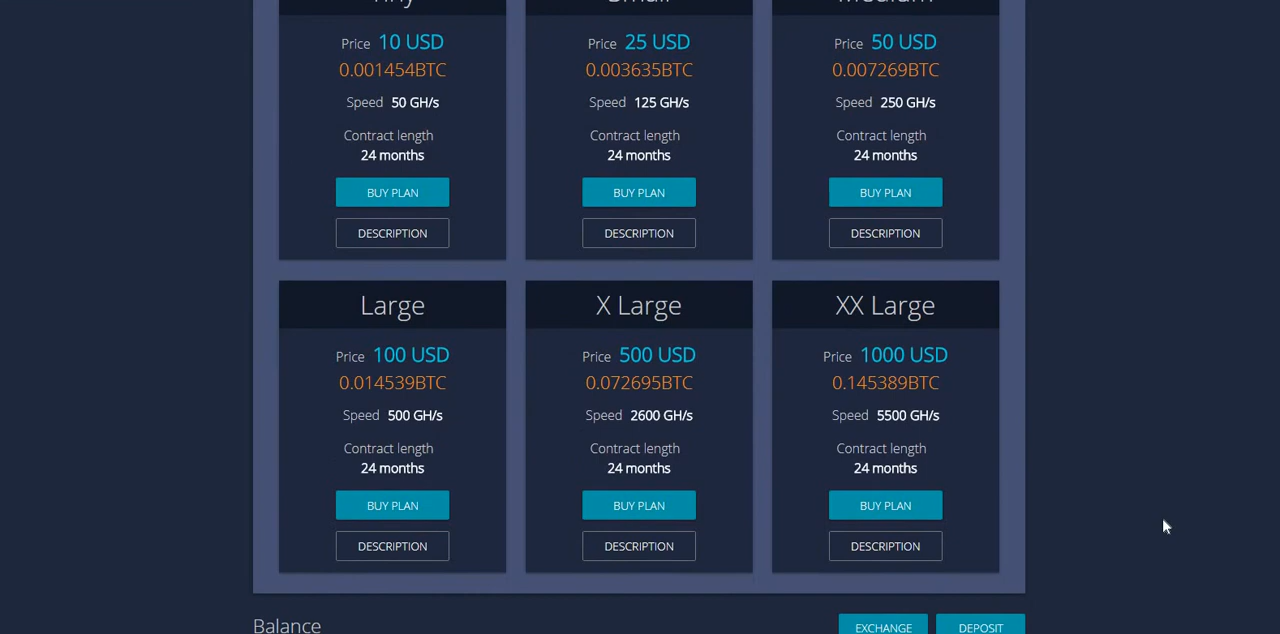 Tiny Small Medium
Price 10 USD Price 25 USD Price 50 USD
0.001454BTC 0.003635BTC 0.007269BTC
Speed 50 GH/s Speed 125 GH/s Speed 250 GH/s
Contract length Contract length Contract length
24 months 24 months 24 months
BUY PLAN BUY PLAN BUY PLAN
DESCRIPTION DESCRIPTION DESCRIPTION
Large X Large XX Large
Price 100 USD Price 500 USD Price 1000 USD
0.014539BTC 0.072695BTC 0.145389BTC
Speed 500 GH/s Speed 2600 GH/s Speed 5500 GH/s
Contract length Contract length Contract length
24 months 24 months 24 months
BUY PLAN BUY PLAN BUY PLAN
DESCRIPTION DESCRIPTION DESCRIPTION
Balance EXCHANGE DEPOSIT